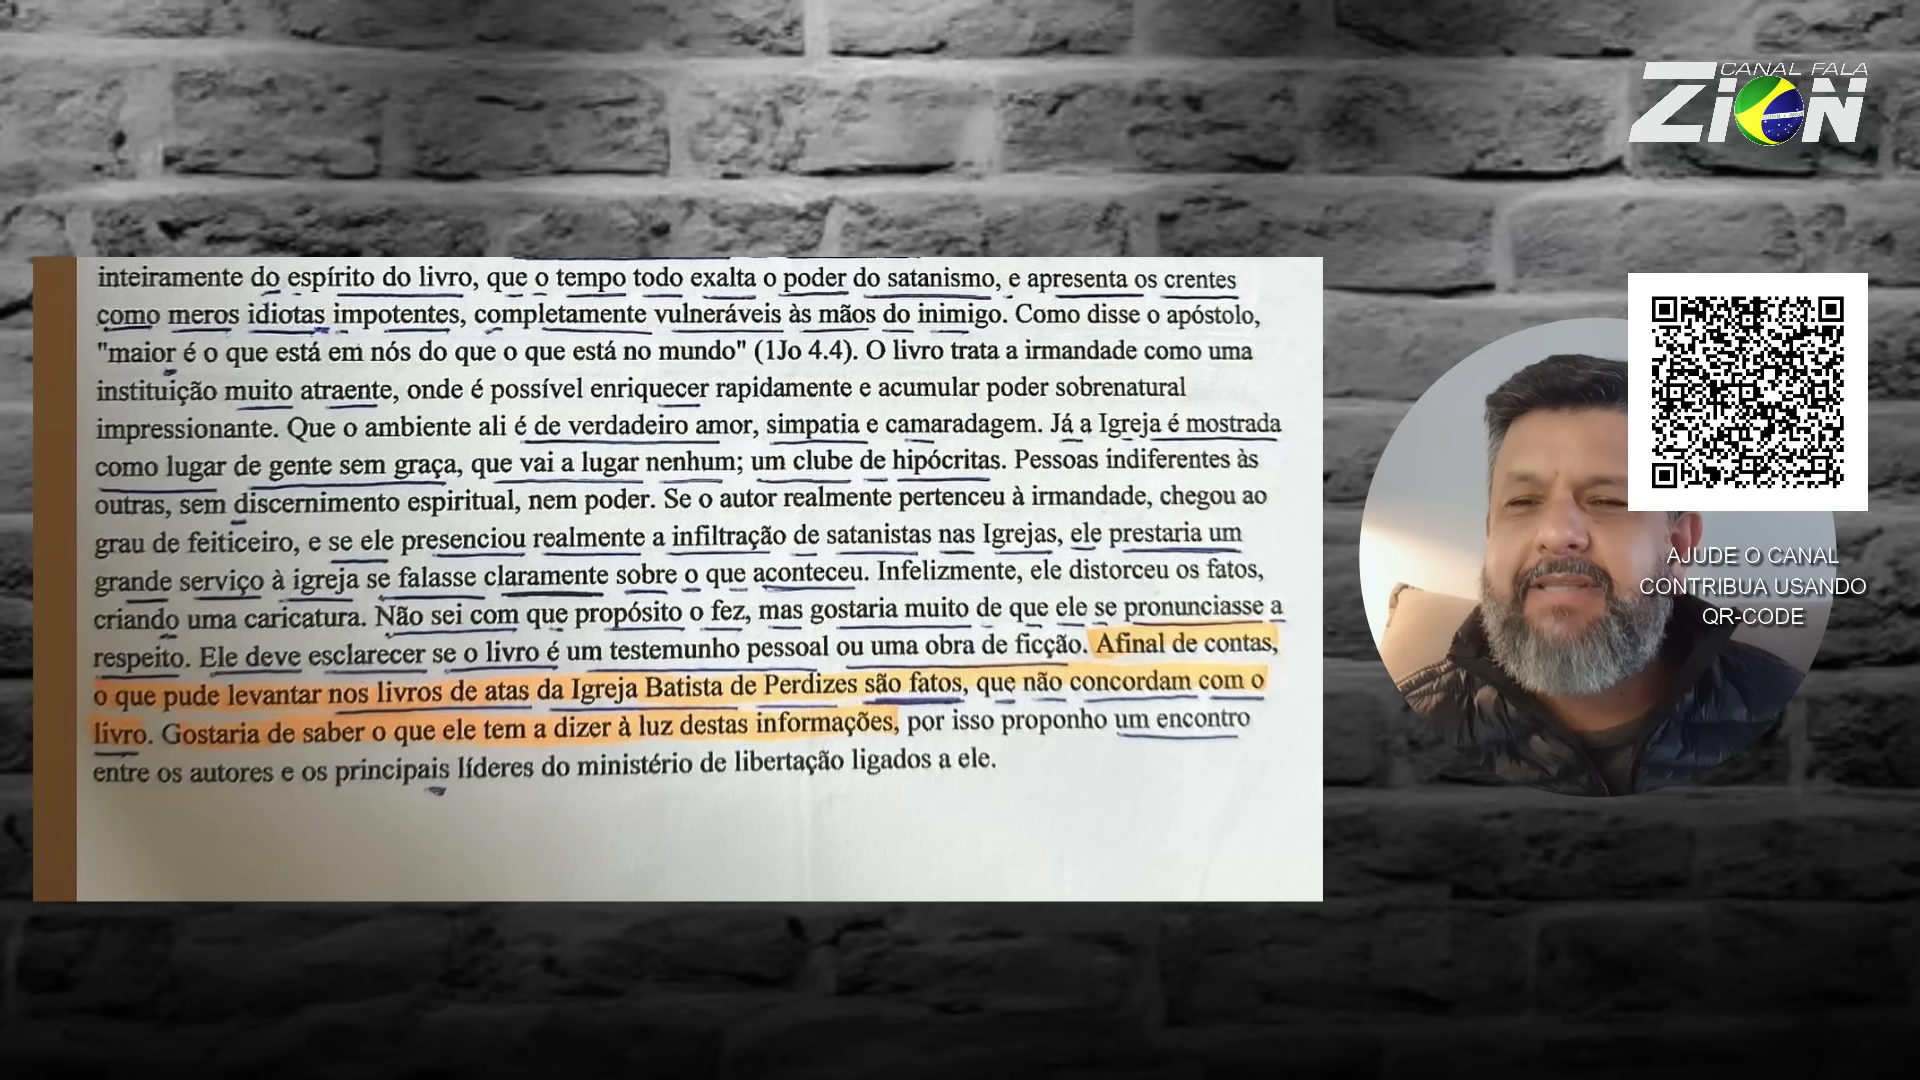 CANAL FALA
ZION
inteiramente do espírito do livro, que o tempo todo exalta o poder do satanismo, e apresenta os crentes
como meros idiotas impotentes, completamente vulneráveis às mãos do inimigo. Como disse o apóstolo,
"maior é o que está em nós do que o que está no mundo" (1Jo 4.4). O livro trata a irmandade como uma
instituição muito atraente, onde é possível enriquecer rapidamente e acumular poder sobrenatural
impressionante. Que o ambiente ali é de verdadeiro amor, simpatia e camaradagem. Já a Igreja é mostrada
como lugar de gente sem graça, que vai a lugar nenhum; um clube de hipócritas. Pessoas indiferentes às
outras, sem discernimento espiritual, nem poder. Se o autor realmente pertenceu à irmandade, chegou ao
grau de feiticeiro, e se ele presenciou realmente a infiltração de satanistas nas Igrejas, ele prestaria um
grande serviço à igreja se falasse claramente sobre o que aconteceu. Infelizmente, ele distorceu os fatos,
criando uma caricatura. Não sei com que propósito o fez, mas gostaria muito de que ele se pronunciasse a
respeito. Ele deve esclarecer se o livro é um testemunho pessoal ou uma obra de ficção. Afinal de contas,
o que pude levantar nos livros de atas da Igreja Batista de Perdizes são fatos, que não concordam com o
livro. Gostaria de saber o que ele tem a dizer à luz destas informações, por isso proponho um encontro
entre os autores e os principais líderes do ministério de libertação ligados a ele.
AJUDE O CANAL
CONTRIBUA USANDO
QR-CODE